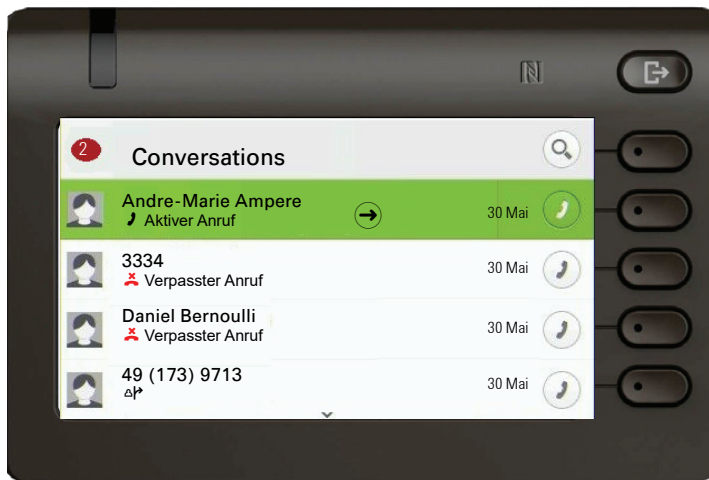 2
Conversations
Andre-Marie Ampere
Aktiver Anruf
30 Mai
3334
Verpasster Anruf
30 Mai
Daniel Bernoulli
Verpasster Anruf
30 Mai
49 (173) 9713
30 Mai